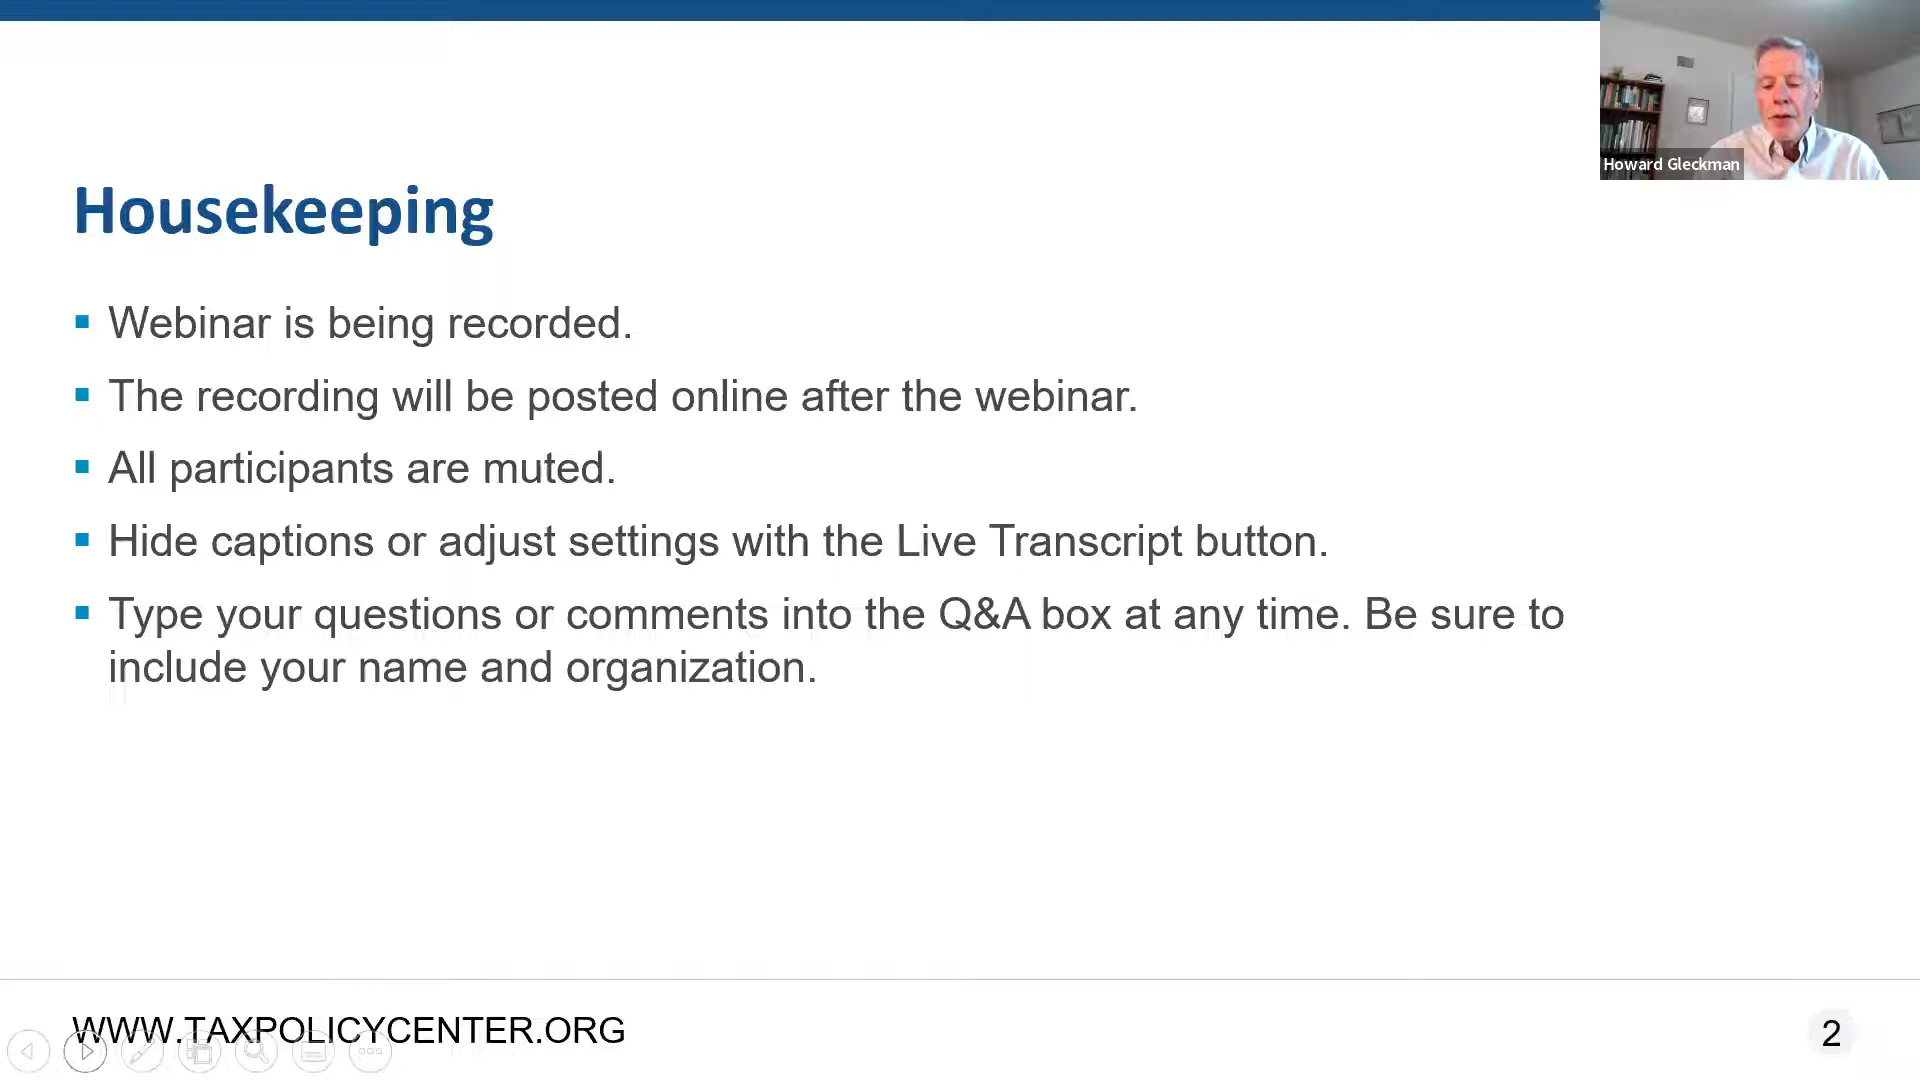 Howard Gleckman
Housekeeping
Webinar is being recorded.
The recording will be posted online after the webinar.
All participants are muted.
Hide captions or adjust settings with the Live Transcript button.
Type your questions or comments into the Q&A box at any time. Be sure to
include your name and organization.
WWW.TAXPOLICYCENTER.ORG
2